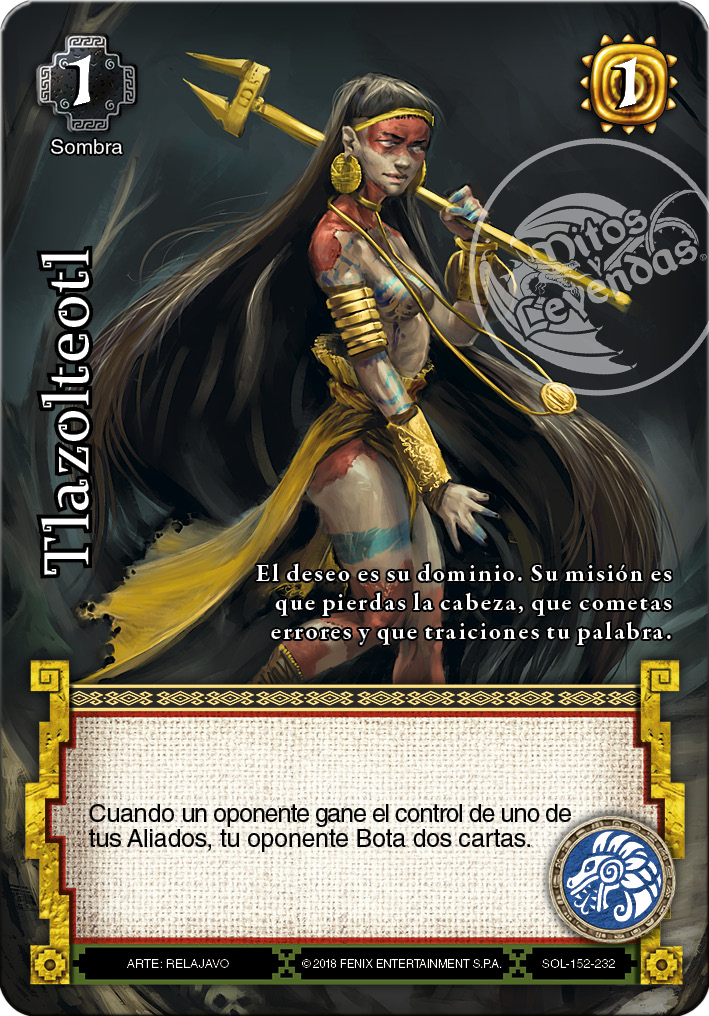 1
Sombra
1
Mitos
y
Leyendas
Tlazolteotl
El deseo es su dominio. Su misión es
que pierdas la cabeza, que cometas
errores y que traiciones tu palabra.
Cuando un oponente gane el control de uno de
tus Aliados, tu oponente Bota dos cartas.
ARTE: RELAJAVO
©2018 FENIX ENTERTAINMENT S.P.A.
SOL-152-232